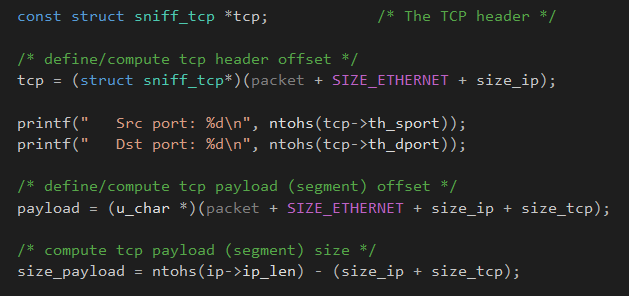 const struct sniff_tcp *tcp;            /* The TCP header */
/* define/compute tcp header offset */
tcp = (struct sniff_tcp*)(packet + SIZE_ETHERNET + size_ip);
printf("   Src port: %d\n", ntohs(tcp->th_sport));
printf("   Dst port: %d\n", ntohs(tcp->th_dport));
/* define/compute tcp payload (segment) offset */
payload = (u_char *)(packet + SIZE_ETHERNET + size_ip + size_tcp);
/* compute tcp payload (segment) size */
size_payload = ntohs(ip->ip_len) - (size_ip + size_tcp);